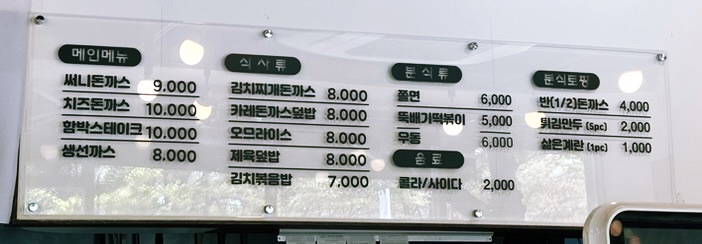 메인메뉴
써니돈까스 9,000
치즈돈까스 10,000
함박스테이크 10,000
생선까스 8,000
식사류
김치찌개돈까스 8,000
카레돈까스덮밥 8,000
오므라이스 8,000
제육덮밥 8,000
김치볶음밥 7,000
분식류
쫄면 6,000
뚝배기떡볶이 5,000
우동 6,000
음료
콜라/사이다 2,000
분식토핑
반(1/2)돈까스 4,000
튀김만두 (5pc) 2,000
삶은계란 (1pc) 1,000